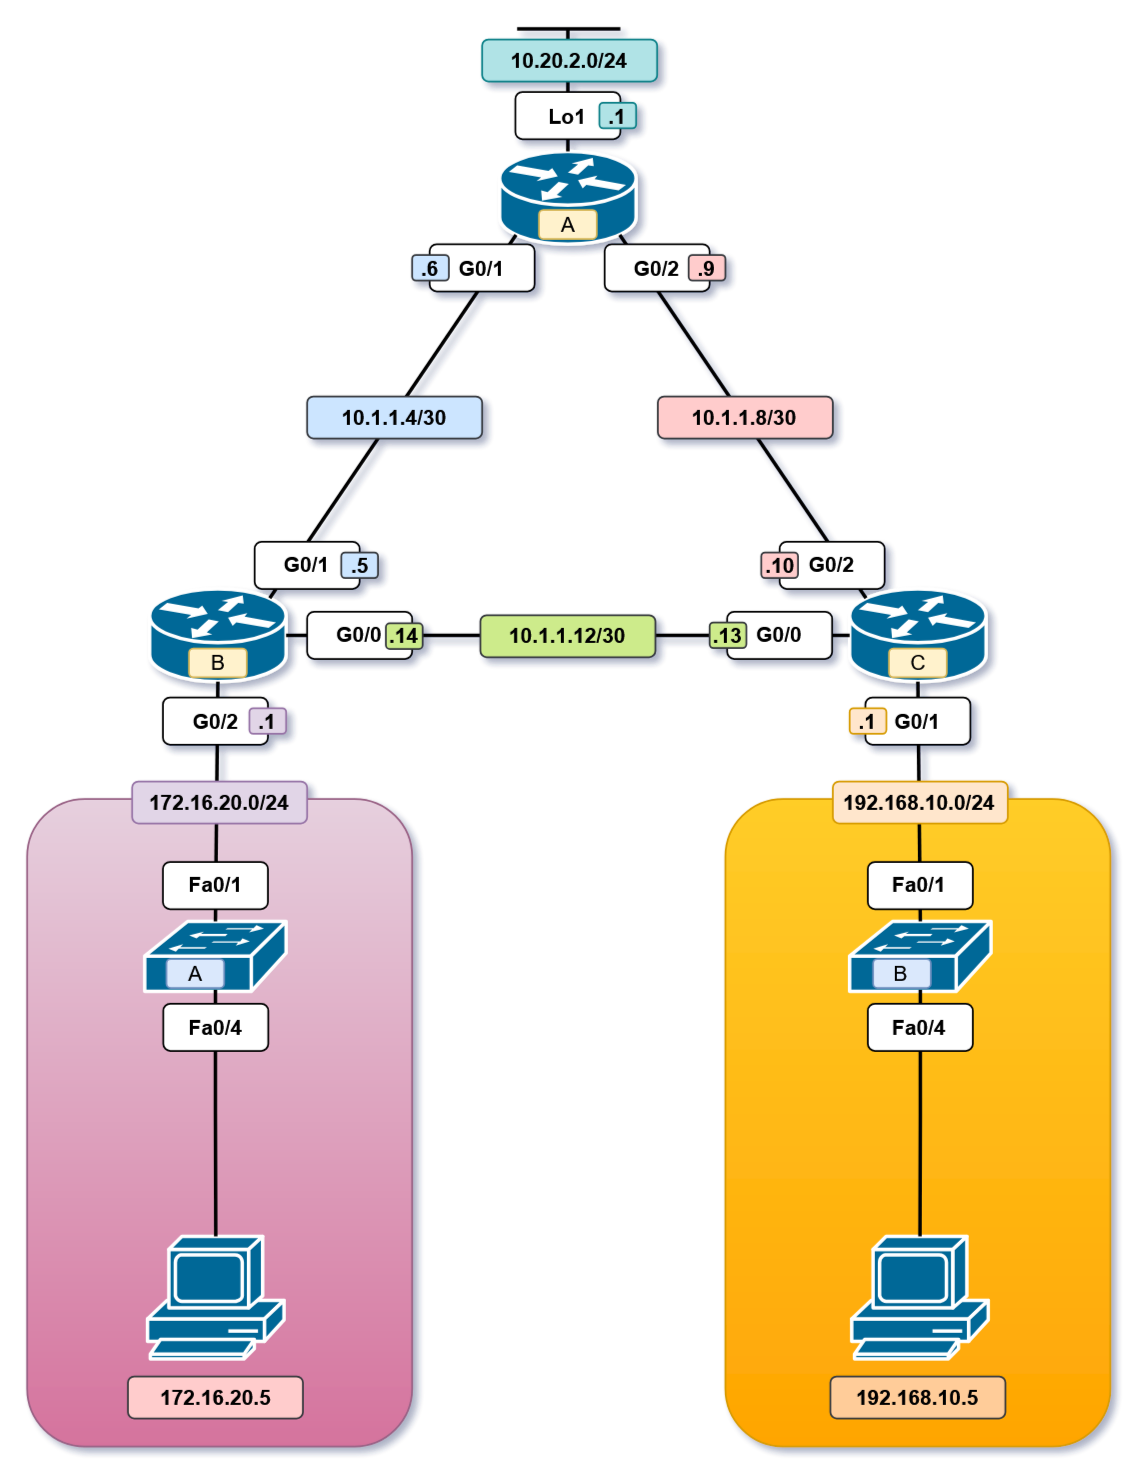 10.20.2.0/24
Lo1 .1
A
.6 G0/1
G0/2 .9
10.1.1.4/30
10.1.1.8/30
G0/1 .5
.10 G0/2
G0/0 .14
10.1.1.12/30
.13 G0/0
B
C
G0/2 .1
.1 G0/1
172.16.20.0/24
192.168.10.0/24
Fa0/1
Fa0/1
A
B
Fa0/4
Fa0/4
172.16.20.5
192.168.10.5